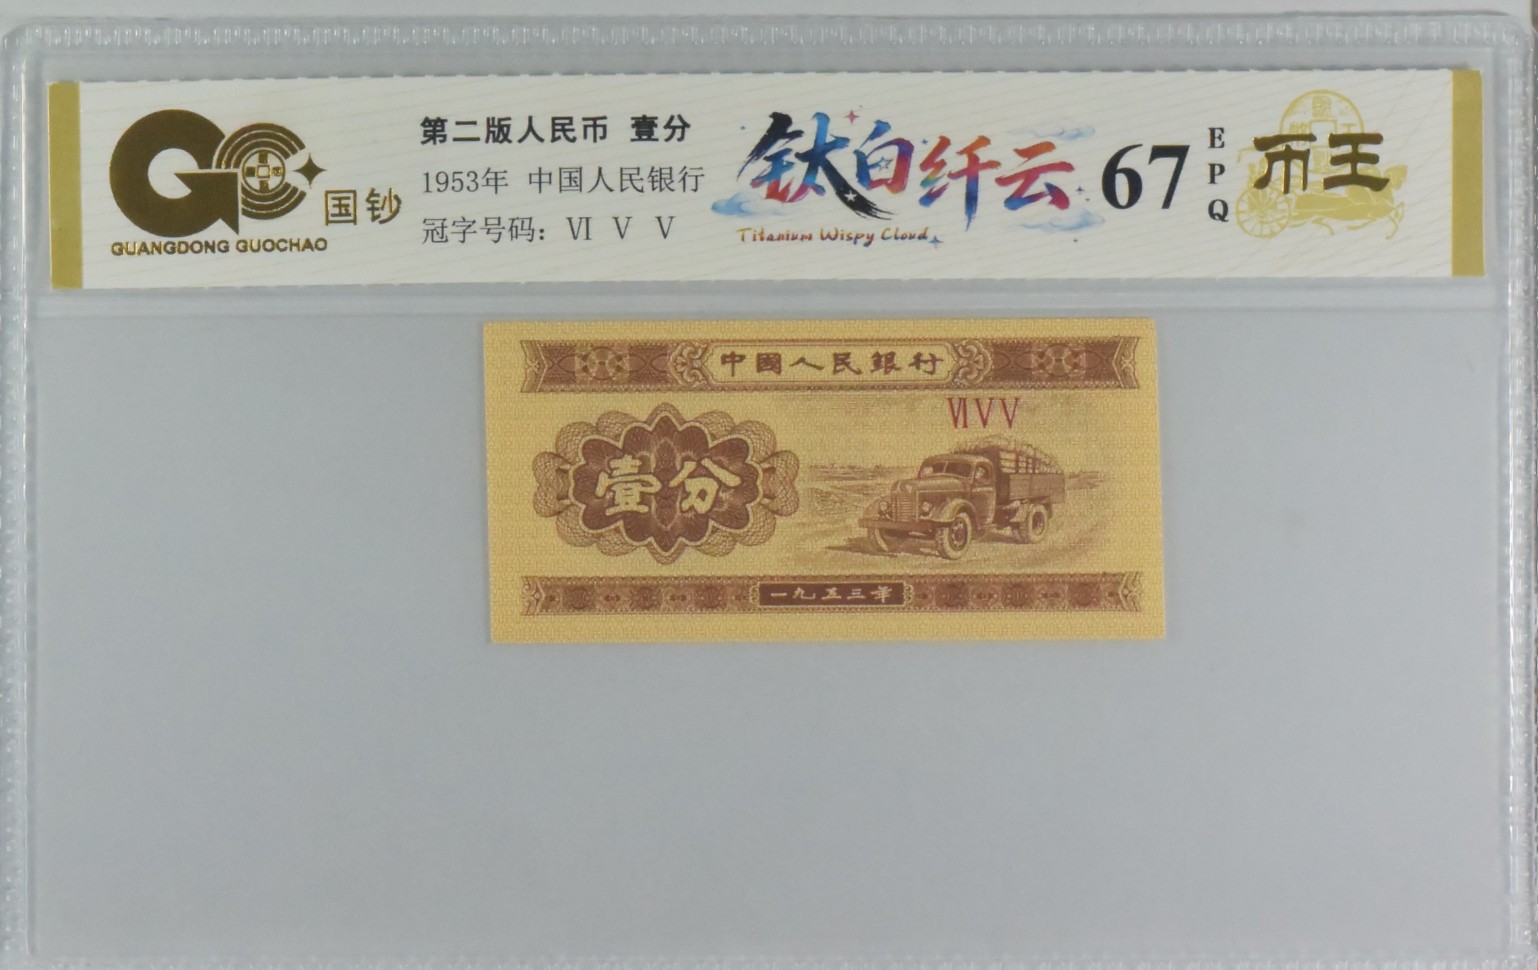 GC
国钞
GUANGDONG GUOCHAO
第二版人民币 壹分
1953年 中国人民银行
冠字号码: Ⅵ Ⅴ Ⅴ
钛白纤云
Titanium Wispy Cloud
67
EPQ
币王
中國人民銀行
ⅥⅤⅤ
壹分
一九五三年